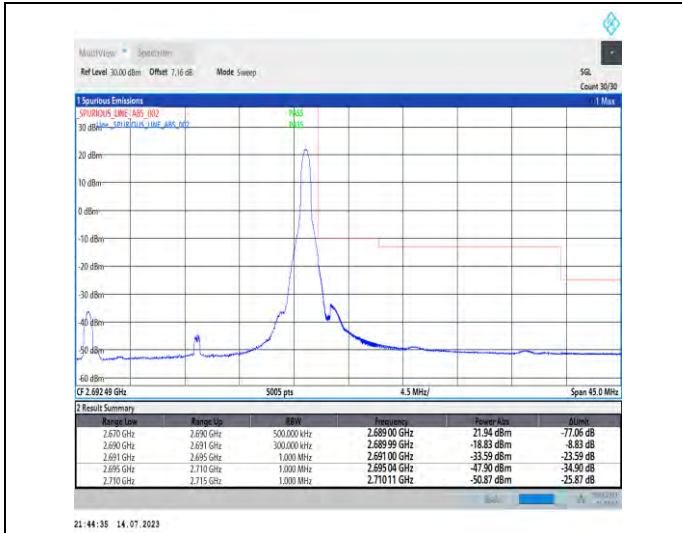 MultiView Spectrum
Ref Level 30.00 dBm Offset 7.16 dB Mode Sweep SGL
Count 30/30
1 Spurious Emissions 1 Max
_SPURIOUS_LINE_ABS_002 PASS
30 dBm Line _SPURIOUS_LINE_ABS_002 PASS
20 dBm
10 dBm
0 dBm
-10 dBm
-20 dBm
-30 dBm
-40 dBm
-50 dBm
-60 dBm
CF 2.692 49 GHz 5005 pts 4.5 MHz/ Span 45.0 MHz
2 Result Summary
Range Low Range Up RBW Frequency Power Abs ΔLimit
2.670 GHz 2.690 GHz 500.000 kHz 2.689 00 GHz 21.94 dBm -77.06 dB
2.690 GHz 2.691 GHz 300.000 kHz 2.689 99 GHz -18.83 dBm -8.83 dB
2.691 GHz 2.695 GHz 1.000 MHz 2.691 00 GHz -33.59 dBm -23.59 dB
2.695 GHz 2.710 GHz 1.000 MHz 2.695 04 GHz -47.90 dBm -34.90 dB
2.710 GHz 2.715 GHz 1.000 MHz 2.710 11 GHz -50.87 dBm -25.87 dB
21:44:35 14.07.2023